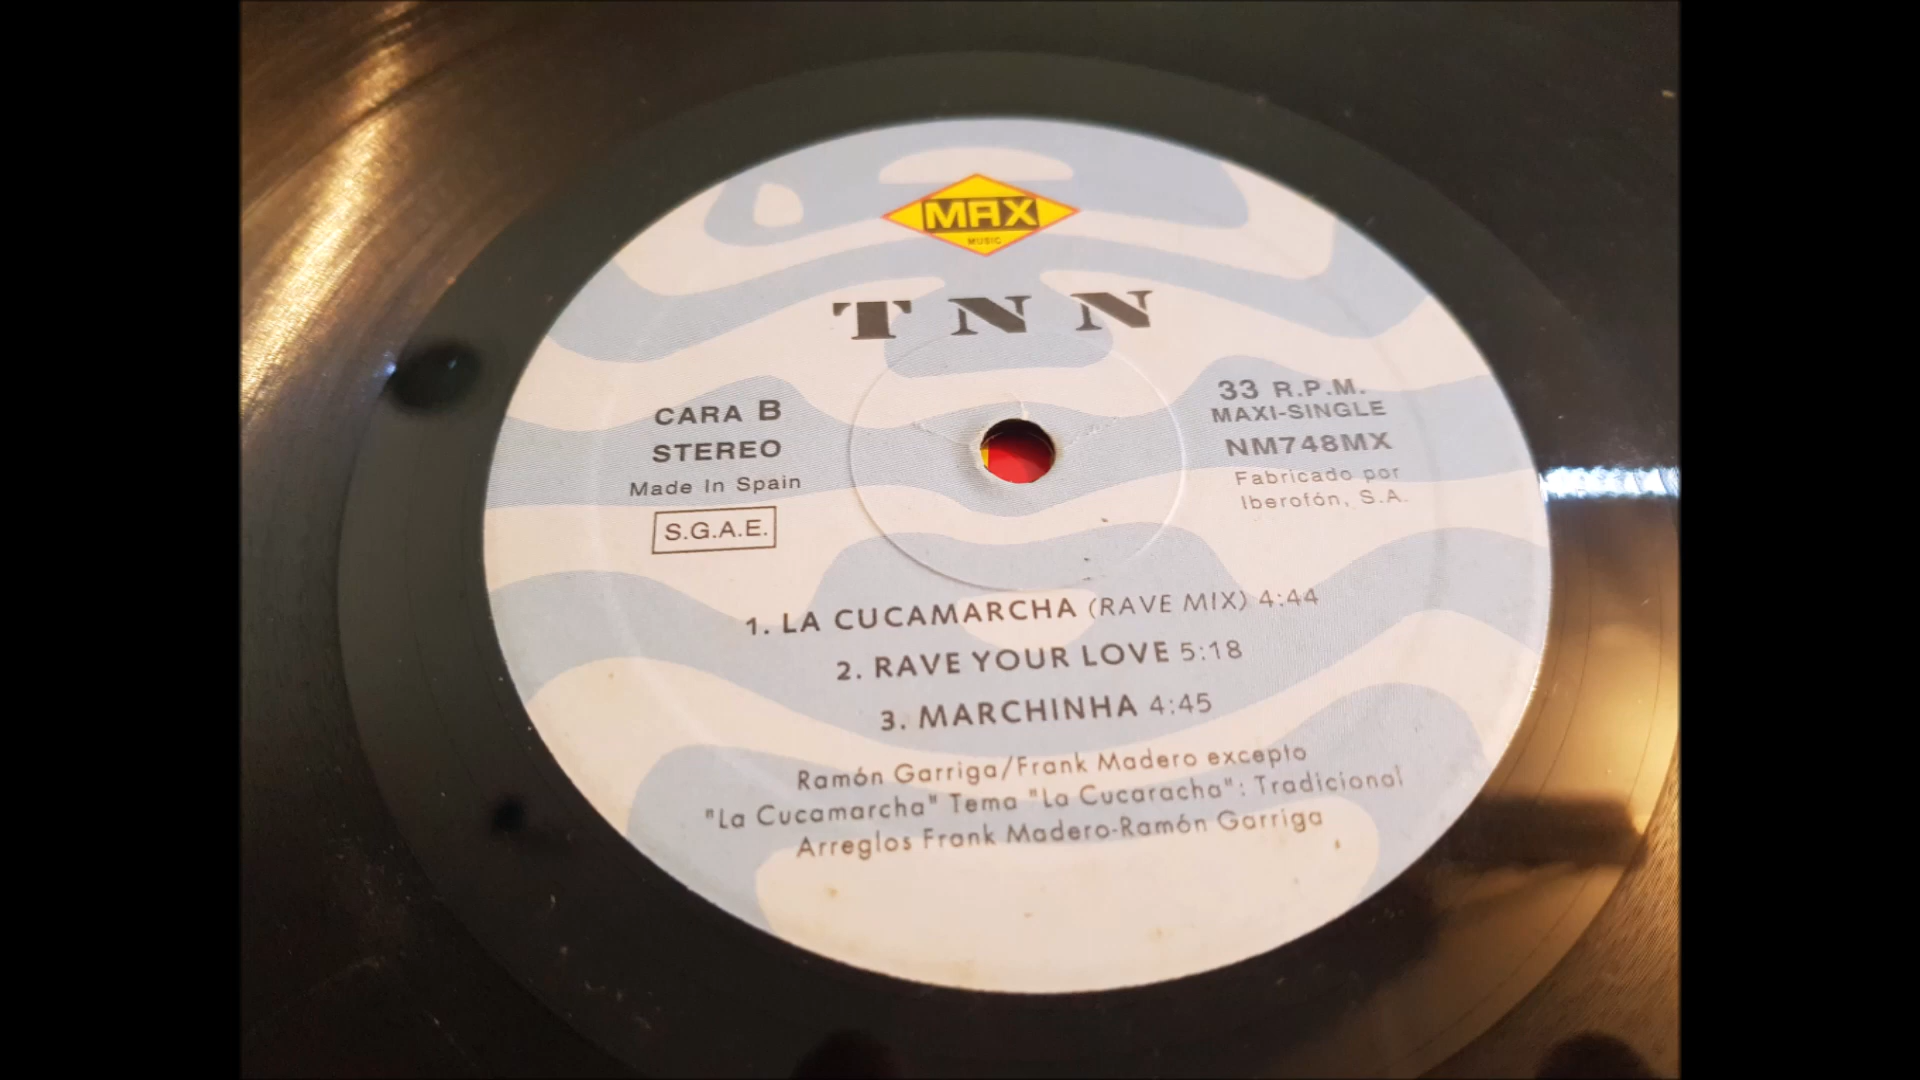 MAX
MUSIC
TNN
CARA B
STEREO
Made In Spain
S.G.A.E.
33 R.P.M.
MAXI-SINGLE
NM748MX
Fabricado por
Iberofón, S.A.
1. LA CUCAMARCHA (RAVE MIX) 4:44
2. RAVE YOUR LOVE 5:18
3. MARCHINHA 4:45
Ramón Garriga/Frank Madero excepto
"La Cucamarcha" Tema "La Cucaracha": Tradicional
Arreglos Frank Madero-Ramón Garriga